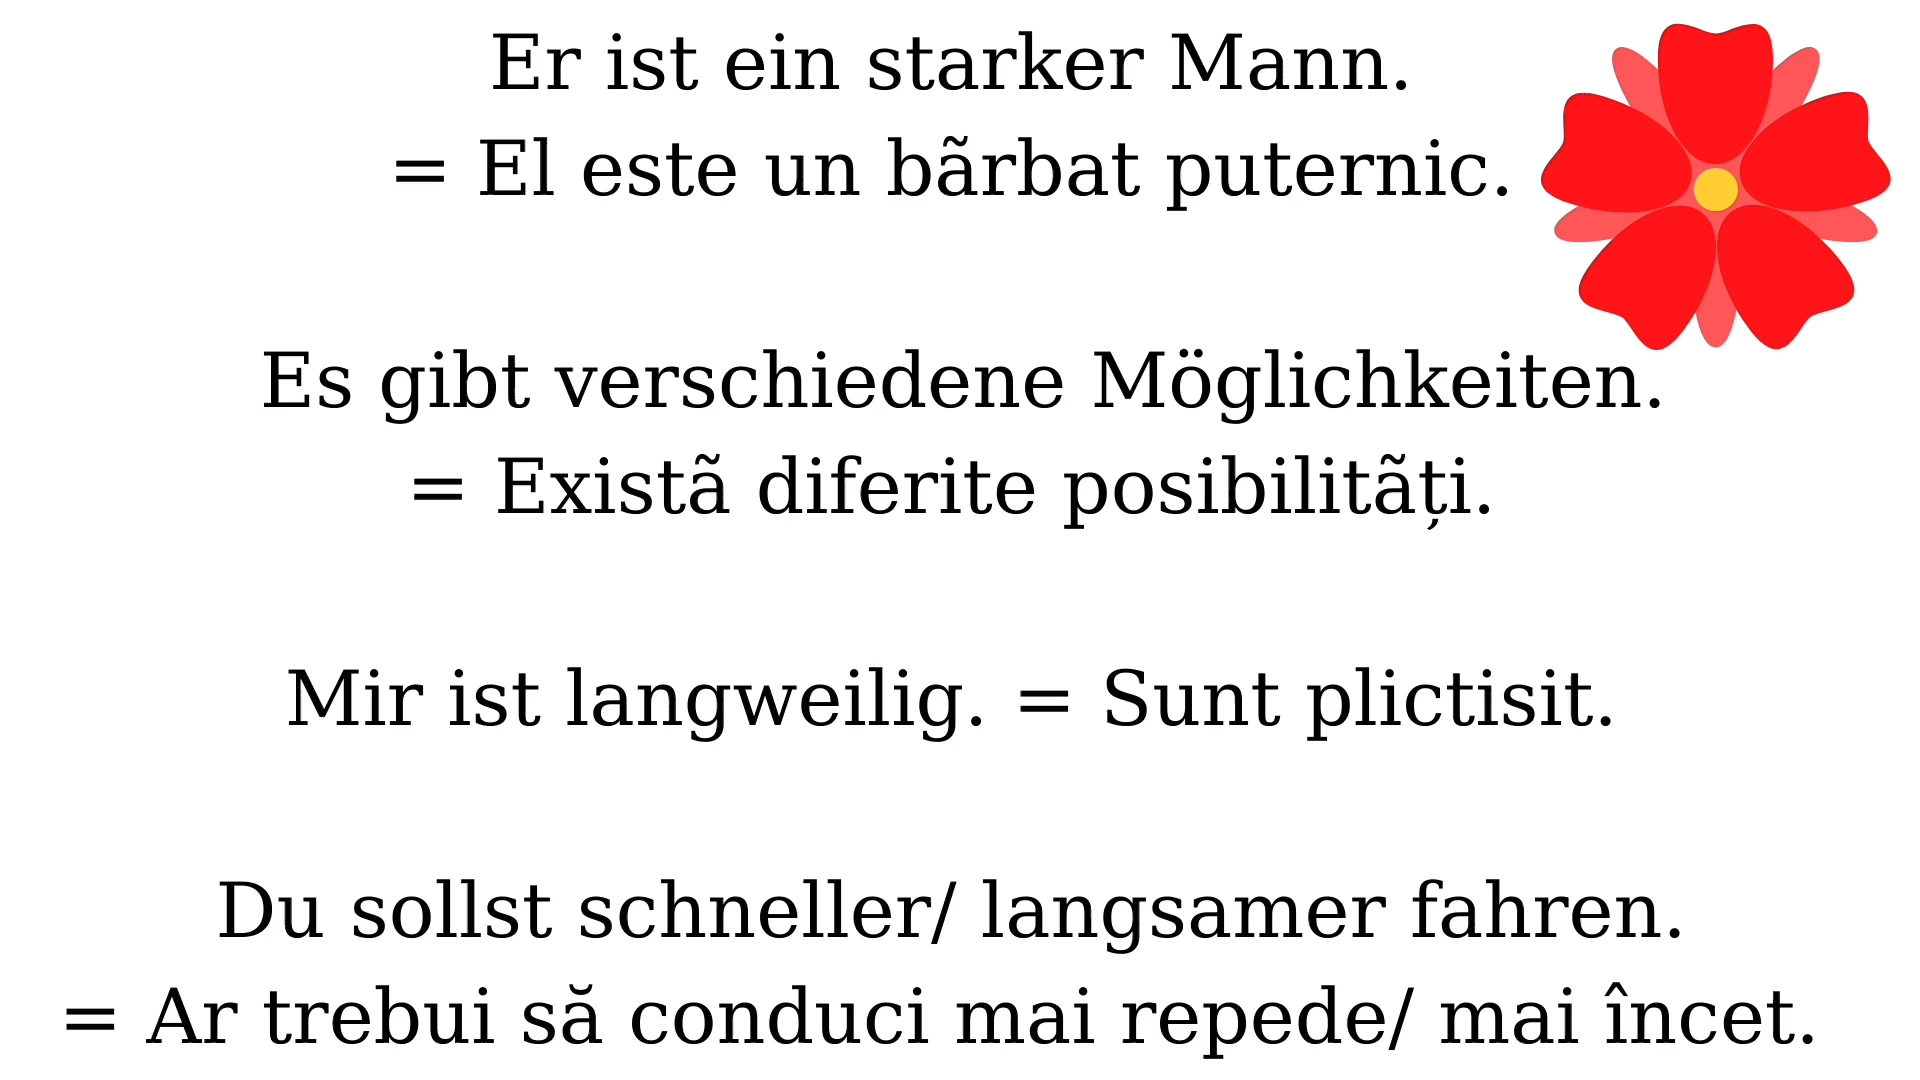 Er ist ein starker Mann.
= El este un bãrbat puternic.
Es gibt verschiedene Möglichkeiten.
= Existã diferite posibilitãți.
Mir ist langweilig. = Sunt plictisit.
Du sollst schneller/ langsamer fahren.
= Ar trebui să conduci mai repede/ mai încet.